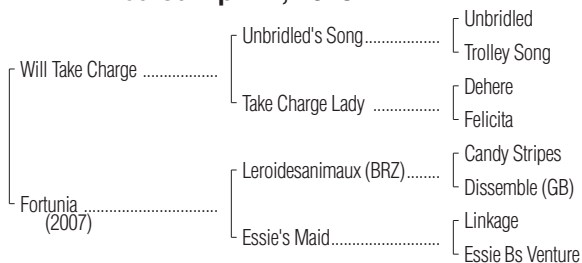 Unbridled
Unbridled's Song
Trolley Song
Will Take Charge
Dehere
Take Charge Lady
Felicita
Candy Stripes
Leroidesanimaux (BRZ)
Dissemble (GB)
Fortunia
(2007)
Linkage
Essie's Maid
Essie Bs Venture